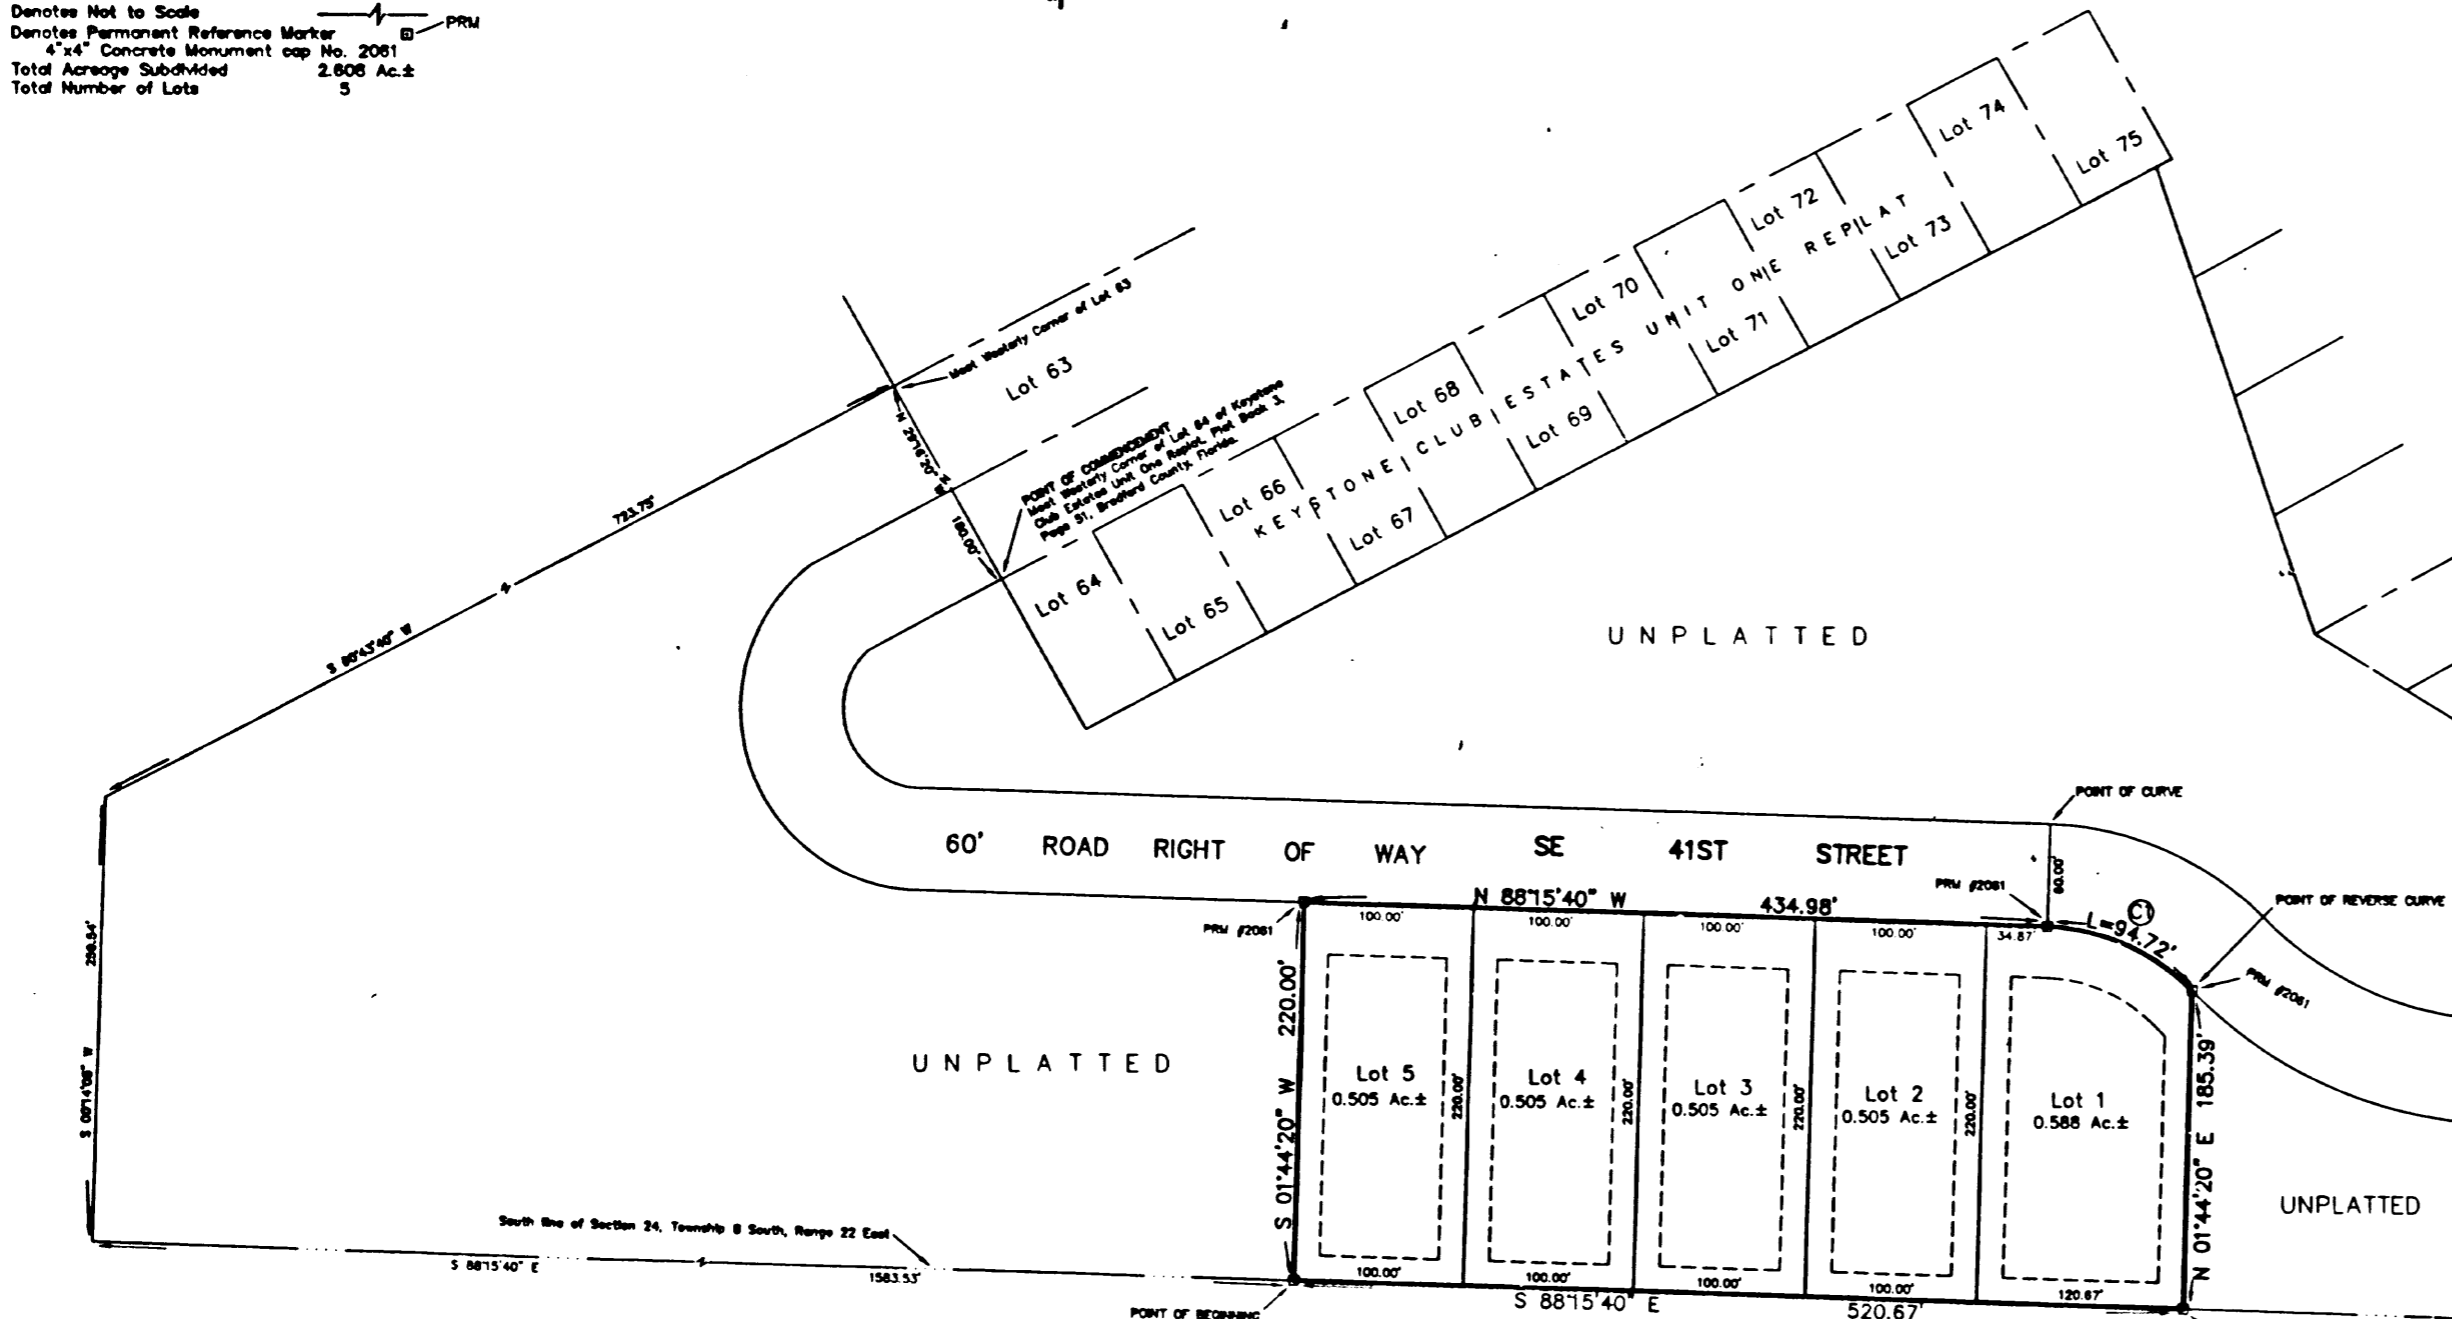 Denotes Not to Scale
Denotes Permanent Reference Marker PRM
4"x4" Concrete Monument cap No. 2061
Total Acreage Subdivided 2.608 Ac.±
Total Number of Lots 5
Lot 74
Lot 75
Lot 72
Lot 73
Lot 70
Lot 71
Lot 68
Lot 69
Lot 66
Lot 67
Lot 64
Lot 65
Lot 63
KEYSTONE CLUB ESTATES UNIT ONE REPLAT
Most Westerly Corner of Lot 63
POINT OF COMMENCEMENT
Most Westerly Corner of Lot 64 of Keystone
Club Estates Unit One Replat, Plat Book 3,
Page 51, Bradford County, Florida.
180.00'
723.75'
S 60°43'40" W
UNPLATTED
POINT OF CURVE
60' ROAD RIGHT OF WAY SE 41ST STREET
60.00'
PRM #2061
POINT OF REVERSE CURVE
C1
L=94.72'
PRM #2061
N 88°15'40" W 434.98'
PRM #2061
100.00'
100.00'
100.00'
100.00'
34.87'
S 00°14'06" W
UNPLATTED
S 01°44'20" W 220.00'
Lot 5
0.505 Ac.±
220.00'
Lot 4
0.505 Ac.±
220.00'
Lot 3
0.505 Ac.±
220.00'
Lot 2
0.505 Ac.±
220.00'
Lot 1
0.588 Ac.±
N 01°44'20" E 185.39'
UNPLATTED
South line of Section 24, Township 8 South, Range 22 East
S 88°15'40" E
1583.53'
100.00'
100.00'
100.00'
100.00'
120.67'
POINT OF BEGINNING
S 88°15'40" E 520.67'